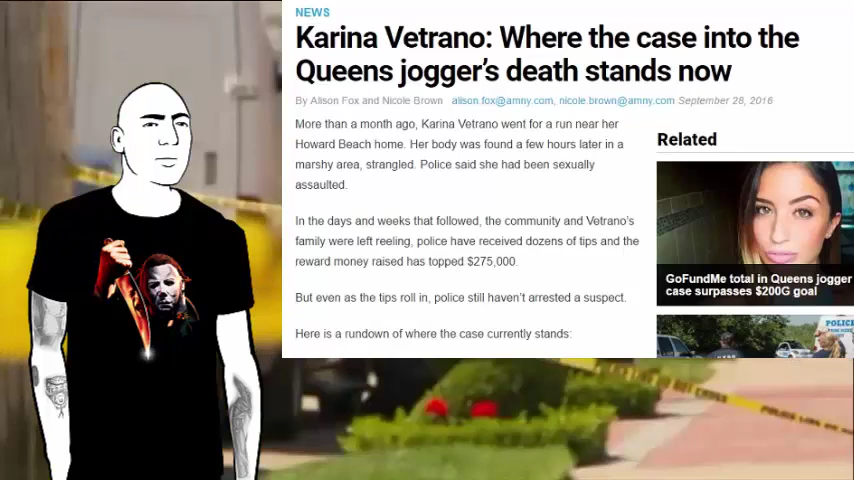 NEWS
Karina Vetrano: Where the case into the
Queens jogger's death stands now
By Alison Fox and Nicole Brown alison.fox@amny.com, nicole.brown@amny.com September 28, 2016
More than a month ago, Karina Vetrano went for a run near her
Howard Beach home. Her body was found a few hours later in a
marshy area, strangled. Police said she had been sexually
assaulted.
In the days and weeks that followed, the community and Vetrano's
family were left reeling, police have received dozens of tips and the
reward money raised has topped $275,000.
But even as the tips roll in, police still haven't arrested a suspect.
Here is a rundown of where the case currently stands:
Related
GoFundMe total in Queens jogger
case surpasses $200G goal
POLICE
POLICE LINE DO NOT